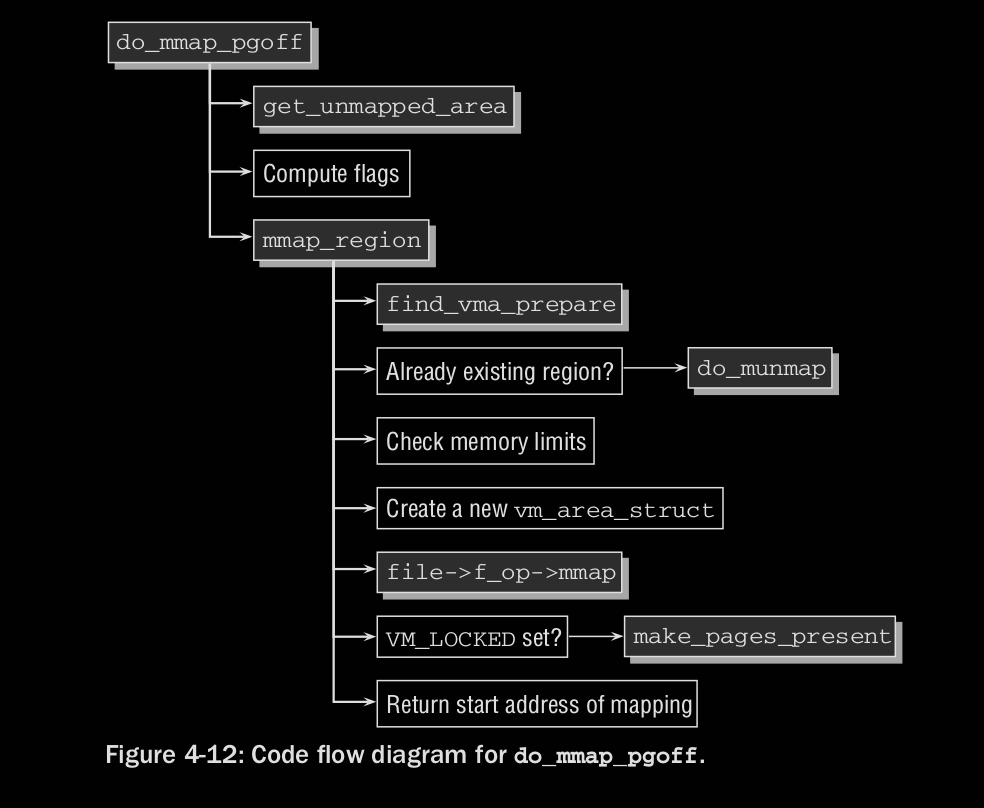 do_mmap_pgoff
get_unmapped_area
Compute flags
mmap_region
find_vma_prepare
Already existing region?
do_munmap
Check memory limits
Create a new vm_area_struct
file->f_op->mmap
VM_LOCKED set?
make_pages_present
Return start address of mapping
Figure 4-12: Code flow diagram for do_mmap_pgoff.